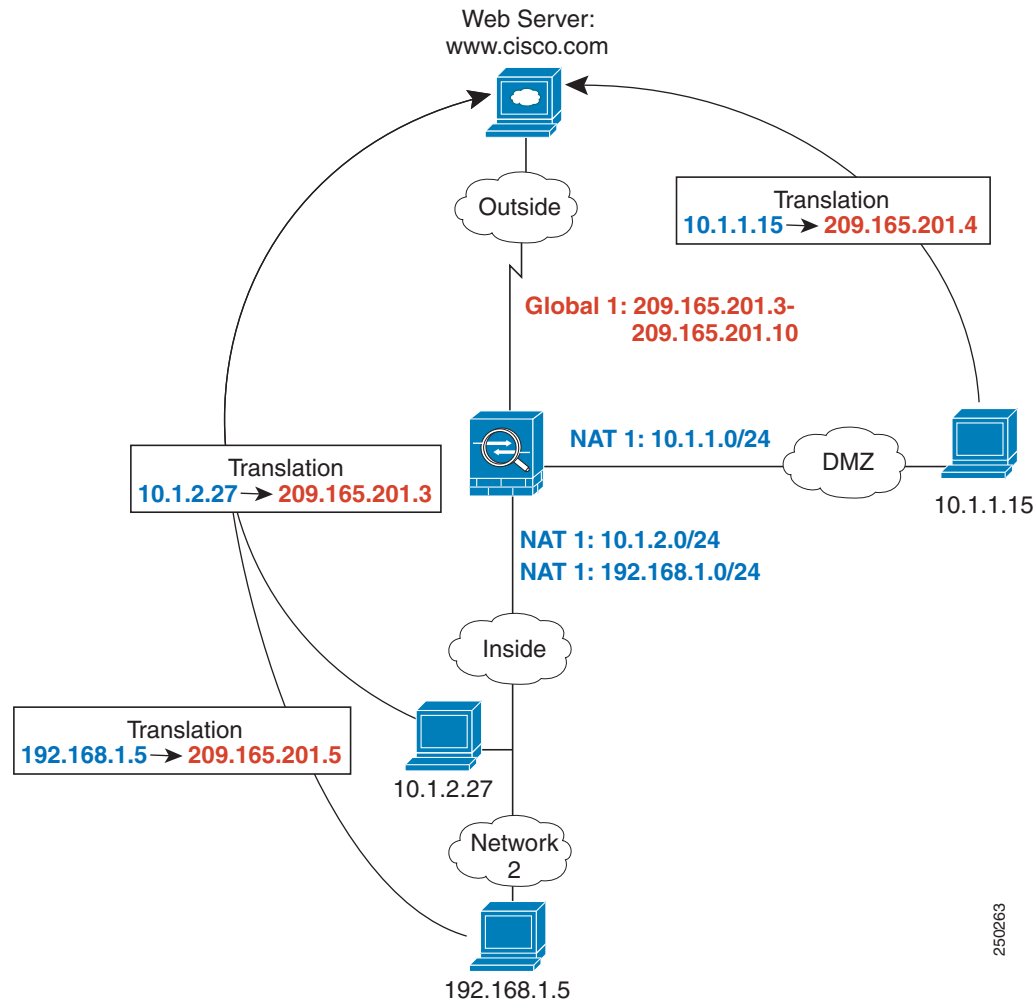 Web Server:
www.cisco.com
Outside
Translation
10.1.1.15 → 209.165.201.4
Global 1: 209.165.201.3-
209.165.201.10
NAT 1: 10.1.1.0/24
DMZ
10.1.1.15
Translation
10.1.2.27 → 209.165.201.3
NAT 1: 10.1.2.0/24
NAT 1: 192.168.1.0/24
Inside
Translation
192.168.1.5 → 209.165.201.5
10.1.2.27
Network
2
192.168.1.5
250263